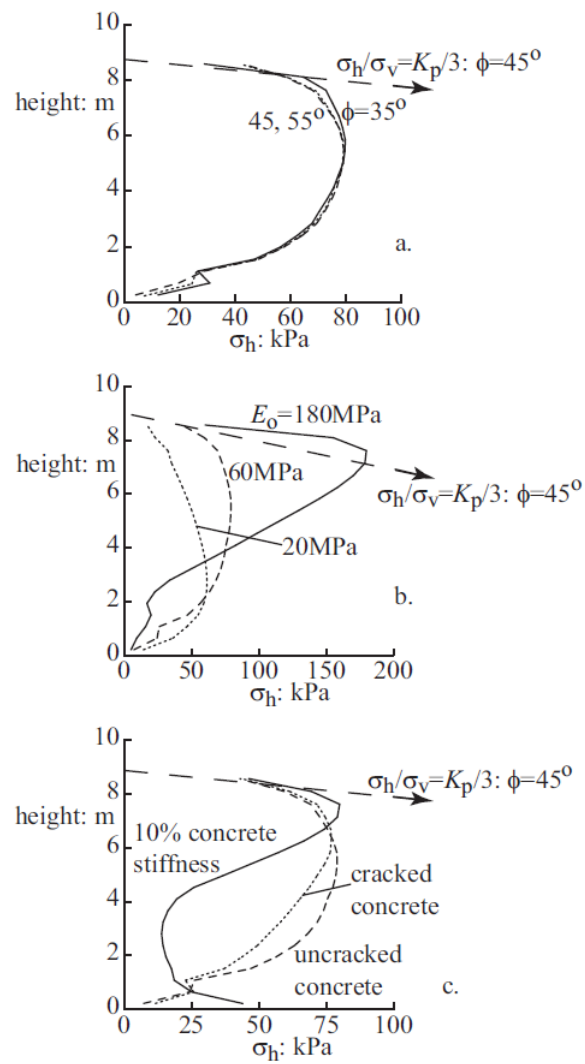 10
σh/σv=Kp/3: ϕ=45o
8
height: m
45, 55o ϕ=35o
6
4
2
a.
0
0 20 40 60 80 100
σh: kPa
10
Eo=180MPa
8
height: m
60MPa
6
σh/σv=Kp/3: ϕ=45o
4
20MPa
2
b.
0
0 50 100 150 200
σh: kPa
10
σh/σv=Kp/3: ϕ=45o
8
height: m
10% concrete
stiffness
6
cracked
concrete
4
2
uncracked
concrete
c.
0
0 25 50 75 100
σh: kPa